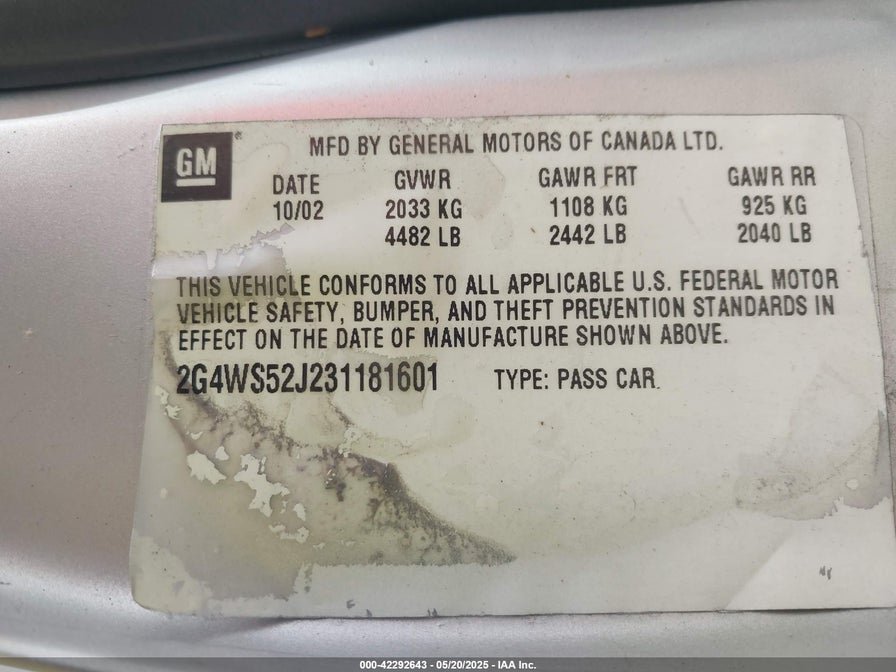 GM
MFD BY GENERAL MOTORS OF CANADA LTD.
DATE GVWR GAWR FRT GAWR RR
10/02 2033 KG 1108 KG 925 KG
4482 LB 2442 LB 2040 LB
THIS VEHICLE CONFORMS TO ALL APPLICABLE U.S. FEDERAL MOTOR
VEHICLE SAFETY, BUMPER, AND THEFT PREVENTION STANDARDS IN
EFFECT ON THE DATE OF MANUFACTURE SHOWN ABOVE.
2G4WS52J231181601 TYPE: PASS CAR
000-42292643 - 05/20/2025 - IAA Inc.